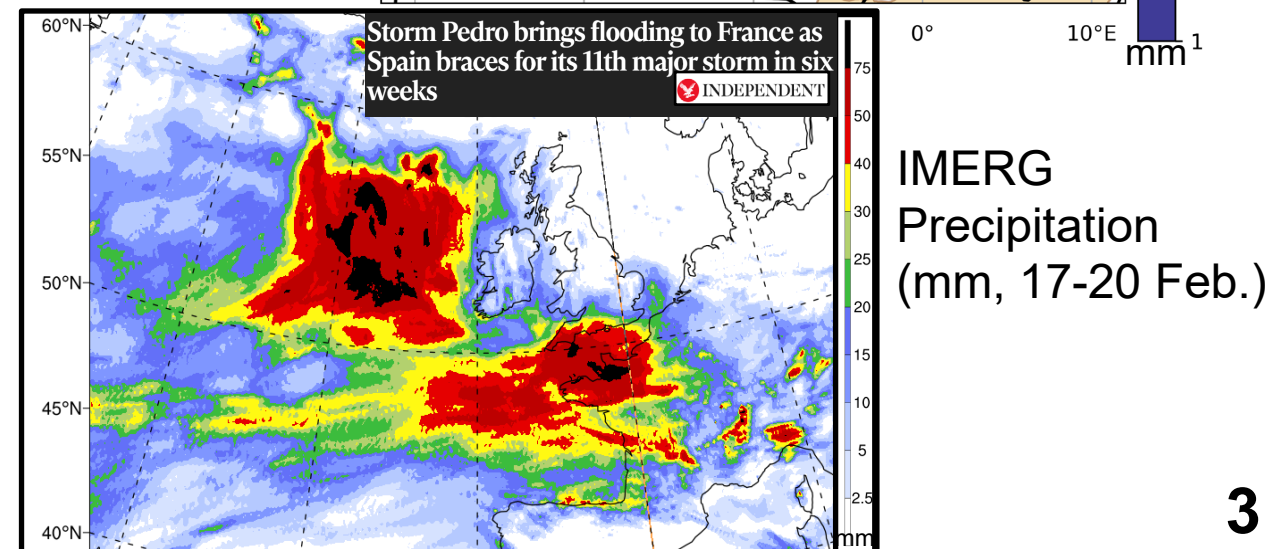 0°
10°E
mm 1
60°N
Storm Pedro brings flooding to France as
Spain braces for its 11th major storm in six
weeks
INDEPENDENT
75
50
55°N
40
IMERG
30
Precipitation
25
(mm, 17-20 Feb.)
50°N
20
15
45°N
10
5
2.5
3
40°N
mm